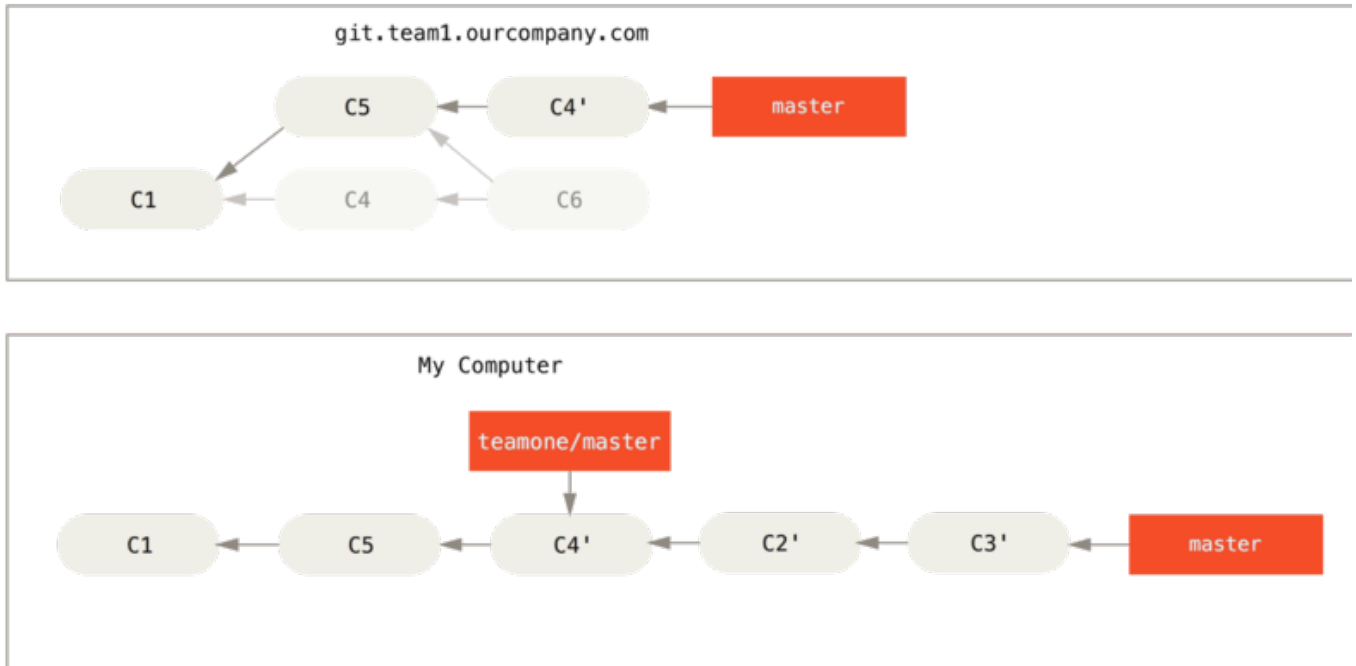 git.team1.ourcompany.com
C5
C4'
master
C1
C4
C6
My Computer
teamone/master
C1
C5
C4'
C2'
C3'
master